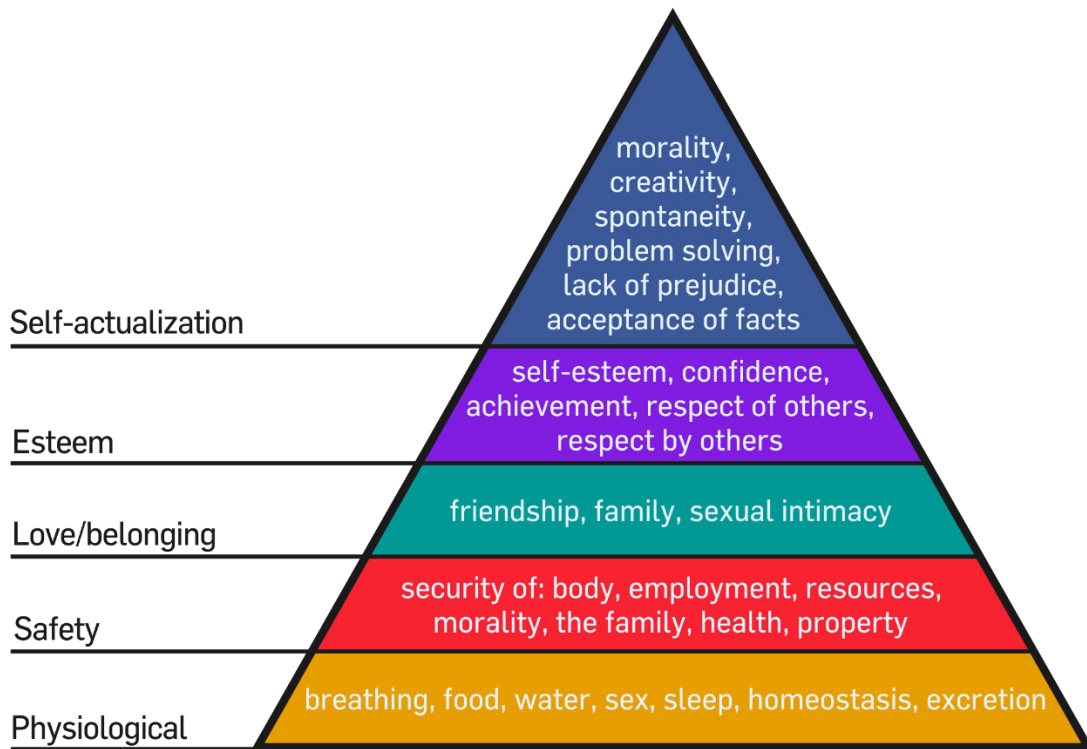 morality,
creativity,
spontaneity,
problem solving,
lack of prejudice,
acceptance of facts
Self-actualization
self-esteem, confidence,
achievement, respect of others,
respect by others
Esteem
friendship, family, sexual intimacy
Love/belonging
security of: body, employment, resources,
morality, the family, health, property
Safety
breathing, food, water, sex, sleep, homeostasis, excretion
Physiological